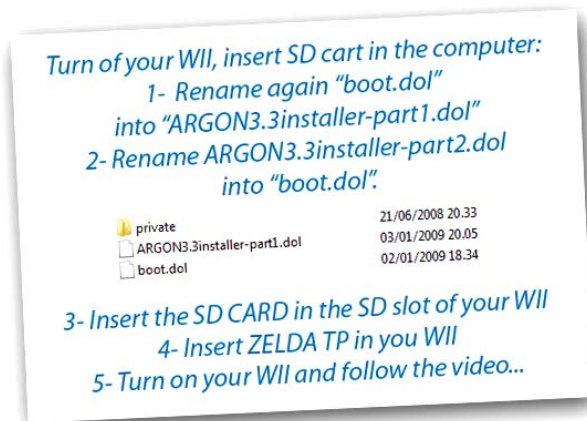 Turn of your WII, insert SD cart in the computer:
1- Rename again “boot.dol”
into “ARGON3.3installer-part1.dol”
2- Rename ARGON3.3installer-part2.dol
into “boot.dol”.
private 21/06/2008 20.33
ARGON3.3installer-part1.dol 03/01/2009 20.05
boot.dol 02/01/2009 18.34
3- Insert the SD CARD in the SD slot of your WII
4- Insert ZELDA TP in you WII
5- Turn on your WII and follow the video...